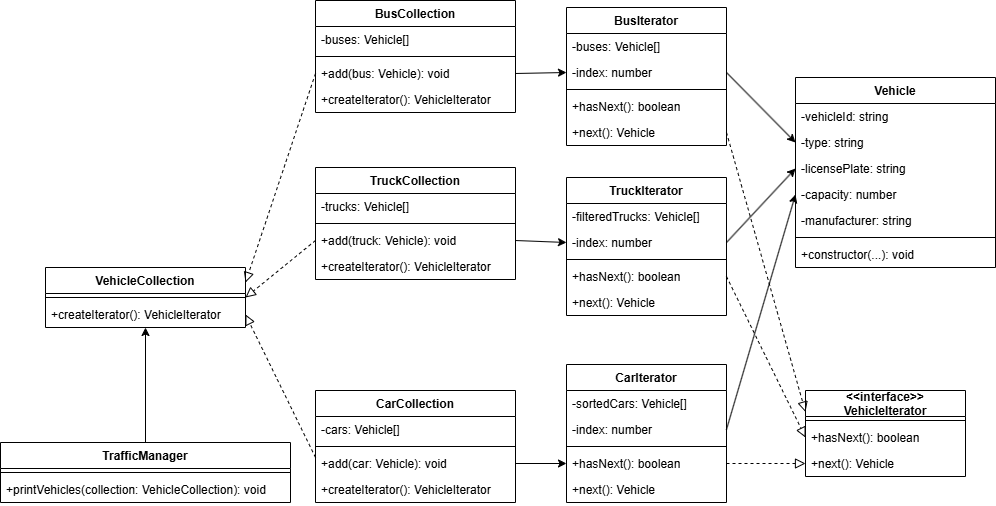 BusCollection
-buses: Vehicle[]
+add(bus: Vehicle): void
+createIterator(): VehicleIterator
BusIterator
-buses: Vehicle[]
-index: number
+hasNext(): boolean
+next(): Vehicle
Vehicle
-vehicleId: string
-type: string
-licensePlate: string
-capacity: number
-manufacturer: string
+constructor(...): void
TruckCollection
-trucks: Vehicle[]
+add(truck: Vehicle): void
+createIterator(): VehicleIterator
TruckIterator
-filteredTrucks: Vehicle[]
-index: number
+hasNext(): boolean
+next(): Vehicle
VehicleCollection
+createIterator(): VehicleIterator
CarCollection
-cars: Vehicle[]
+add(car: Vehicle): void
+createIterator(): VehicleIterator
CarIterator
-sortedCars: Vehicle[]
-index: number
+hasNext(): boolean
+next(): Vehicle
<<interface>>
VehicleIterator
+hasNext(): boolean
+next(): Vehicle
TrafficManager
+printVehicles(collection: VehicleCollection): void